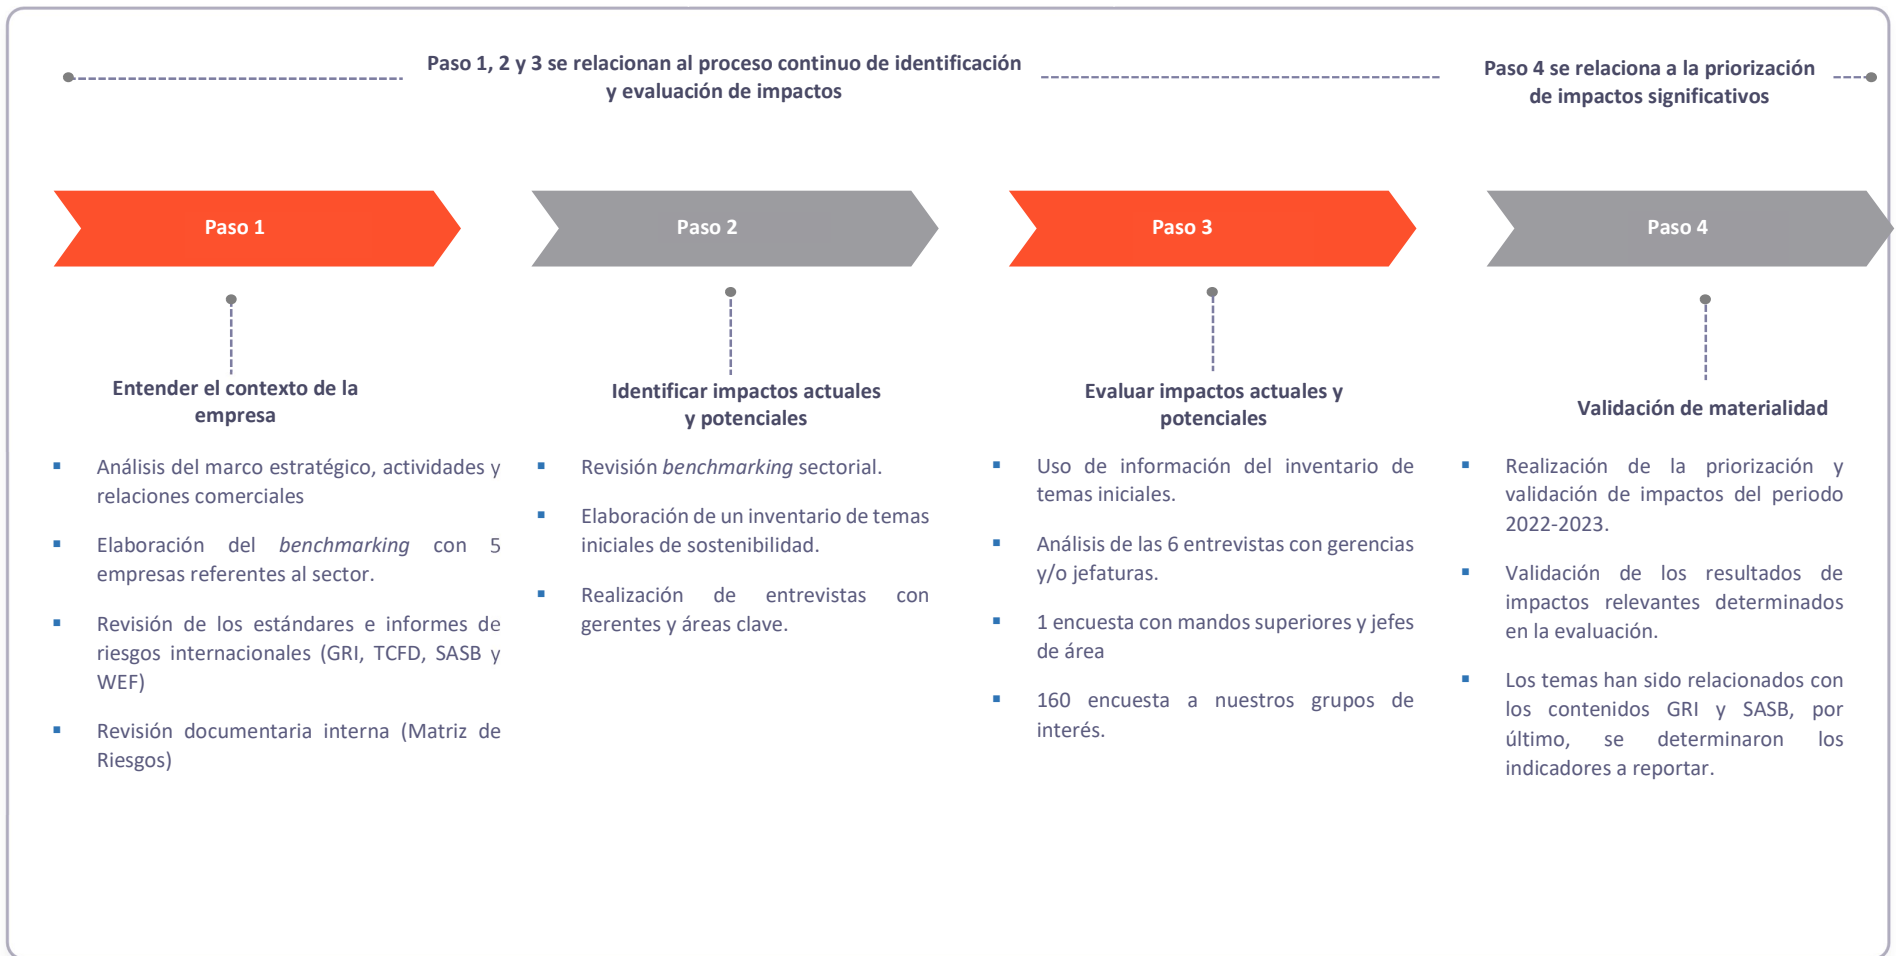 Paso 1, 2 y 3 se relacionan al proceso continuo de identificación
y evaluación de impactos
Paso 4 se relaciona a la priorización
de impactos significativos
Paso 1
Paso 2
Paso 3
Paso 4
Entender el contexto de la
empresa
▪ Análisis del marco estratégico, actividades y
relaciones comerciales
▪ Elaboración del benchmarking con 5
empresas referentes al sector.
▪ Revisión de los estándares e informes de
riesgos internacionales (GRI, TCFD, SASB y
WEF)
▪ Revisión documentaria interna (Matriz de
Riesgos)
Identificar impactos actuales
y potenciales
▪ Revisión benchmarking sectorial.
▪ Elaboración de un inventario de temas
iniciales de sostenibilidad.
▪ Realización de entrevistas con
gerentes y áreas clave.
Evaluar impactos actuales y
potenciales
▪ Uso de información del inventario de
temas iniciales.
▪ Análisis de las 6 entrevistas con gerencias
y/o jefaturas.
▪ 1 encuesta con mandos superiores y jefes
de área
▪ 160 encuesta a nuestros grupos de
interés.
Validación de materialidad
▪ Realización de la priorización y
validación de impactos del periodo
2022-2023.
▪ Validación de los resultados de
impactos relevantes determinados
en la evaluación.
▪ Los temas han sido relacionados con
los contenidos GRI y SASB, por
último, se determinaron los
indicadores a reportar.